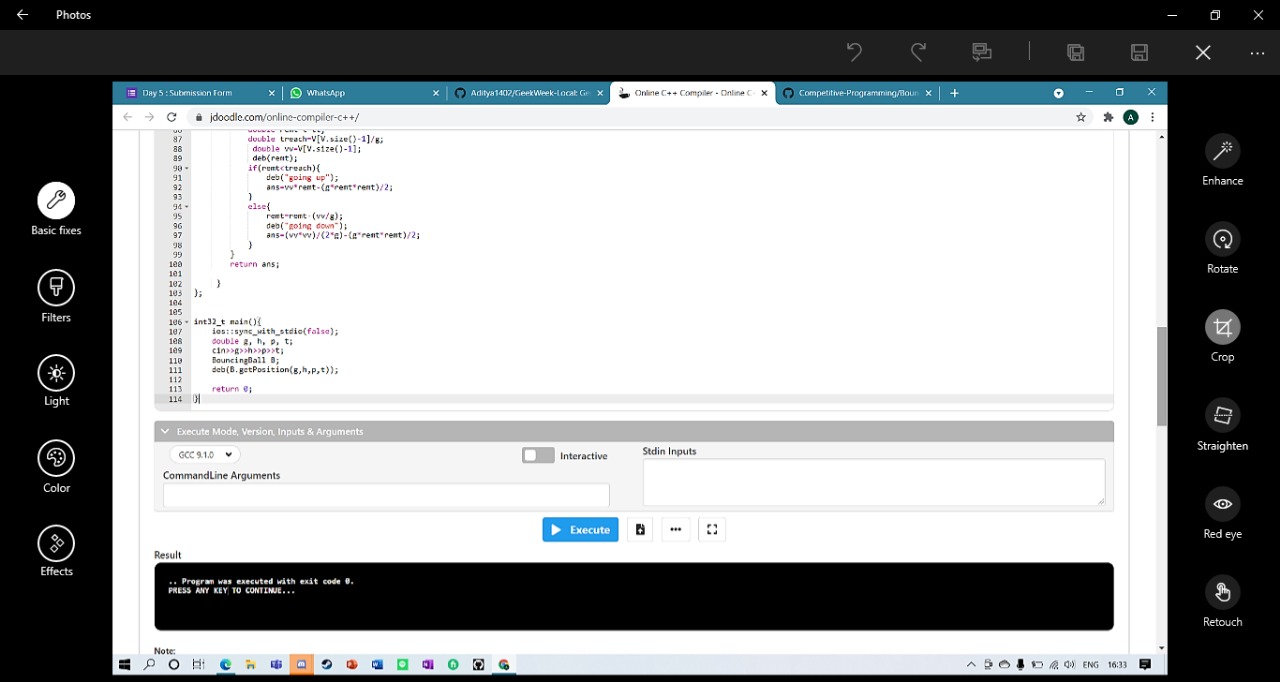 Photos
Day 5 : Submission Form
WhatsApp
Aditya1402/GeekWeek-Local: Ge
Online C++ Compiler - Online C
Competitive-Programming/Boun
jdoodle.com/online-compiler-c++/
87 double treach=V[V.size()-1]/g;
88 double vv=V[V.size()-1];
89 deb(remt);
90 if(remt<treach){
91 deb("going up");
92 ans=vv*remt-(g*remt*remt)/2;
93 }
94 else{
95 remt=remt-(vv/g);
96 deb("going down");
97 ans=(vv*vv)/(2*g)-(g*remt*remt)/2;
98 }
99 }
100 return ans;
101
102 }
103 };
104
105
106 int32_t main(){
107 ios::sync_with_stdio(false);
108 double g, h, p, t;
109 cin>>g>>h>>p>>t;
110 BouncingBall B;
111 deb(B.getPosition(g,h,p,t));
112
113 return 0;
114 }
Execute Mode, Version, Inputs & Arguments
GCC 9.1.0
Interactive
Stdin Inputs
CommandLine Arguments
Execute
Result
.. Program was executed with exit code 0.
PRESS ANY KEY TO CONTINUE...
Note:
ENG
16:33
Basic fixes
Filters
Light
Color
Effects
Enhance
Rotate
Crop
Straighten
Red eye
Retouch